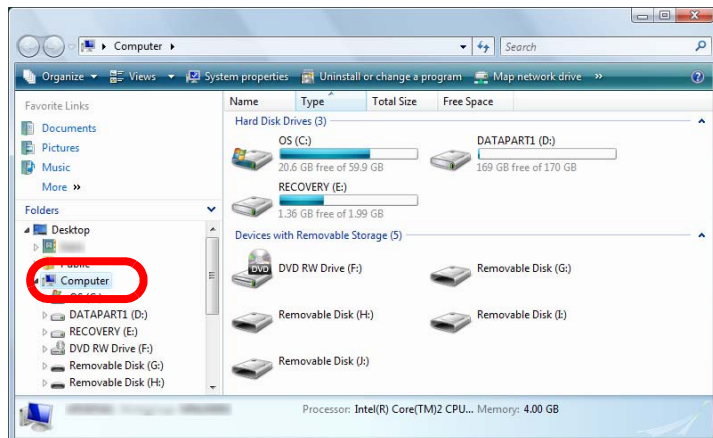 Computer
Search
Organize Views System properties Uninstall or change a program Map network drive »
Favorite Links
Documents
Pictures
Music
More »
Folders
Desktop
Public
Computer
OS (C:)
DATAPART1 (D:)
RECOVERY (E:)
DVD RW Drive (F:)
Removable Disk (G:)
Removable Disk (H:)
Name Type Total Size Free Space
Hard Disk Drives (3)
OS (C:)
20.6 GB free of 59.9 GB
DATAPART1 (D:)
169 GB free of 170 GB
RECOVERY (E:)
1.36 GB free of 1.99 GB
Devices with Removable Storage (5)
DVD RW Drive (F:)
Removable Disk (G:)
Removable Disk (H:)
Removable Disk (I:)
Removable Disk (J:)
Processor: Intel(R) Core(TM)2 CPU... Memory: 4.00 GB